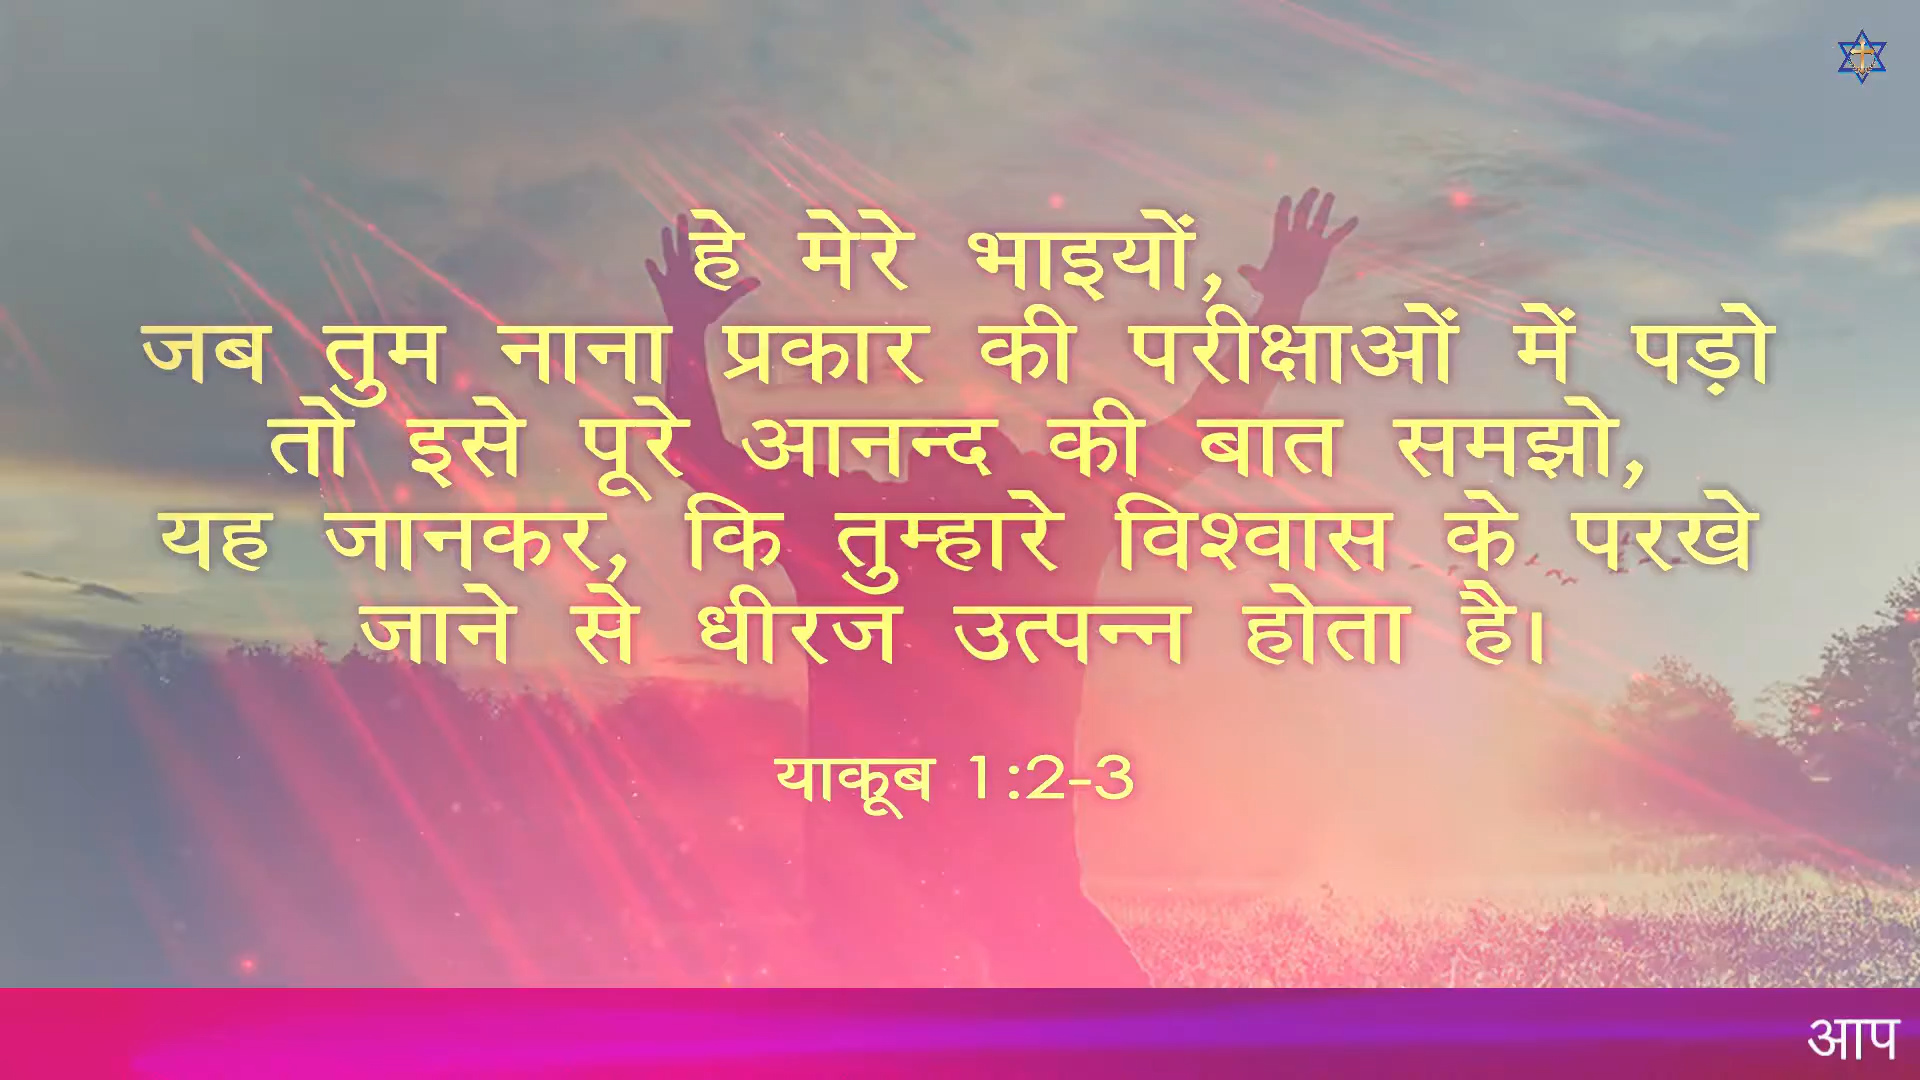 हे मेरे भाइयों,
जब तुम नाना प्रकार की परीक्षाओं में पड़ो
तो इसे पूरे आनन्द की बात समझो,
यह जानकर, कि तुम्हारे विश्वास के परखे
जाने से धीरज उत्पन्न होता है।
याकूब 1:2-3
आप